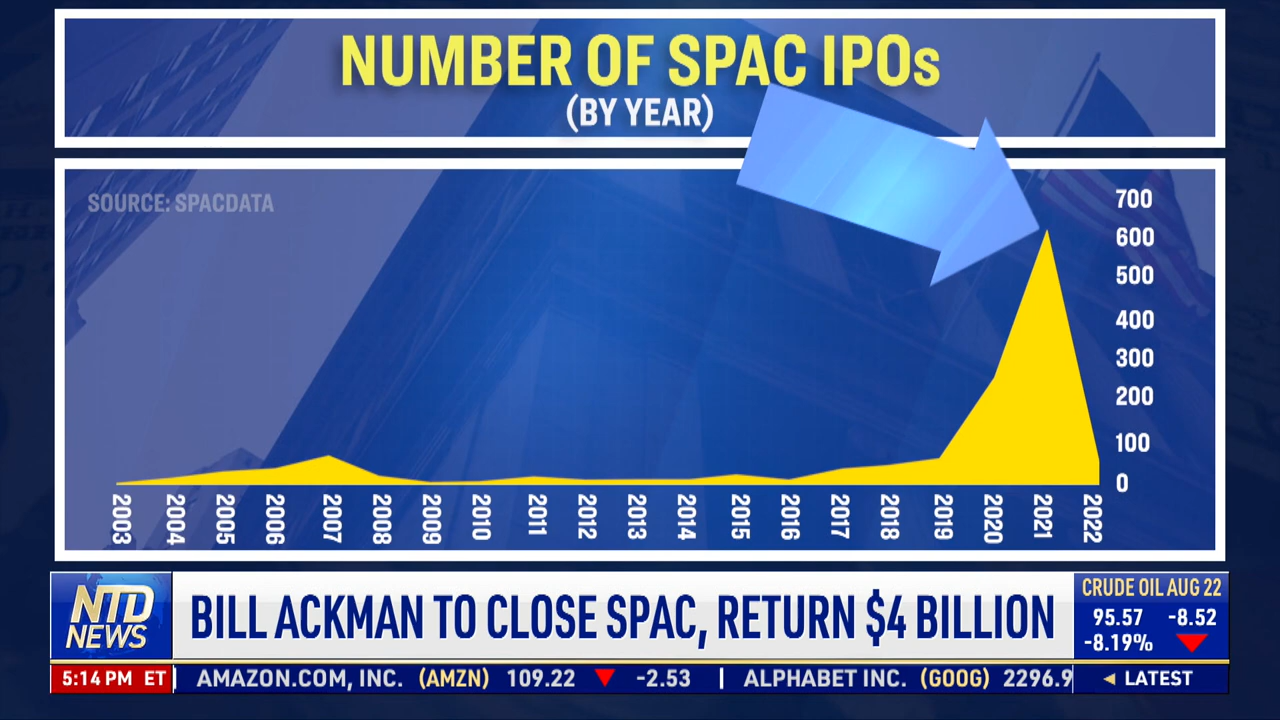 NUMBER OF SPAC IPOs
(BY YEAR)
SOURCE: SPACDATA
700
600
500
400
300
200
100
0
2003 2004 2005 2006 2007 2008 2009 2010 2011 2012 2013 2014 2015 2016 2017 2018 2019 2020 2021 2022
NTD NEWS
BILL ACKMAN TO CLOSE SPAC, RETURN $4 BILLION
CRUDE OIL AUG 22
95.57 -8.52
-8.19%
5:14 PM ET
AMAZON.COM, INC. (AMZN) 109.22 -2.53 | ALPHABET INC. (GOOG) 2296.9
LATEST